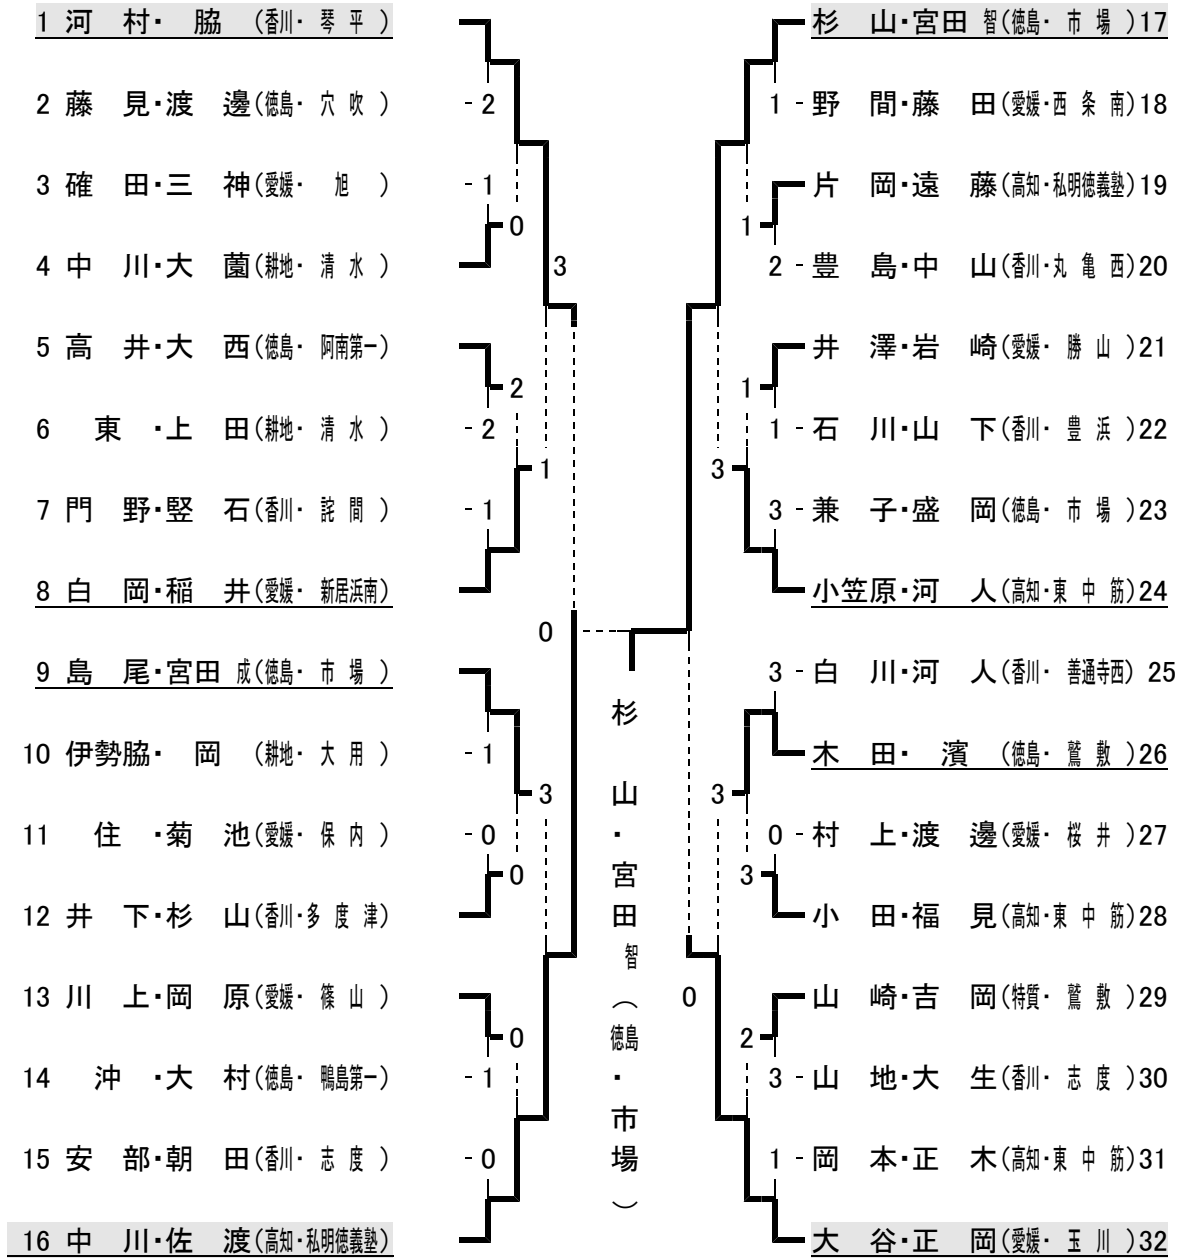 1 河 村・ 脇 (香川・ 琴 平 )
2 藤 見・渡 邊(徳島・ 穴 吹 )
- 2
3 確 田・三 神(愛媛・ 旭 )
- 1
0
4 中 川・大 薗(耕地・ 清 水 )
3
5 高 井・大 西(徳島・ 阿南第一)
2
6 東 ・上 田(耕地・ 清 水 )
- 2
1
7 門 野・竪 石(香川・ 詫 間 )
- 1
8 白 岡・稲 井(愛媛・ 新居浜南)
0
9 島 尾・宮田 成(徳島・ 市 場 )
10 伊勢脇・ 岡 (耕地・ 大 用 )
- 1
3
11 住 ・菊 池(愛媛・ 保 内 )
- 0
0
12 井 下・杉 山(香川・多 度 津)
13 川 上・岡 原(愛媛・ 篠 山 )
0
14 沖 ・大 村(徳島・ 鴨島第一)
- 1
15 安 部・朝 田(香川・ 志 度 )
- 0
16 中 川・佐 渡(高知・私明徳義塾)
杉 山・宮田 智(徳島・市場)
杉 山・宮田 智(徳島・ 市 場 )17
1 - 野 間・藤 田(愛媛・西 条 南)18
片 岡・遠 藤(高知・私明徳義塾)19
1
2 - 豊 島・中 山(香川・丸 亀 西)20
井 澤・岩 崎(愛媛・ 勝 山 )21
1
1 - 石 川・山 下(香川・ 豊 浜 )22
3
3 - 兼 子・盛 岡(徳島・ 市 場 )23
小笠原・河 人(高知・東 中 筋)24
3 - 白 川・河 人(香川・ 善通寺西) 25
木 田・ 濱 (徳島・ 鷲 敷 )26
3
0 - 村 上・渡 邊(愛媛・ 桜 井 )27
3
小 田・福 見(高知・東 中 筋)28
0
山 崎・吉 岡(特質・ 鷲 敷 )29
2
3 - 山 地・大 生(香川・ 志 度 )30
1 - 岡 本・正 木(高知・東 中 筋)31
大 谷・正 岡(愛媛・ 玉 川 )32